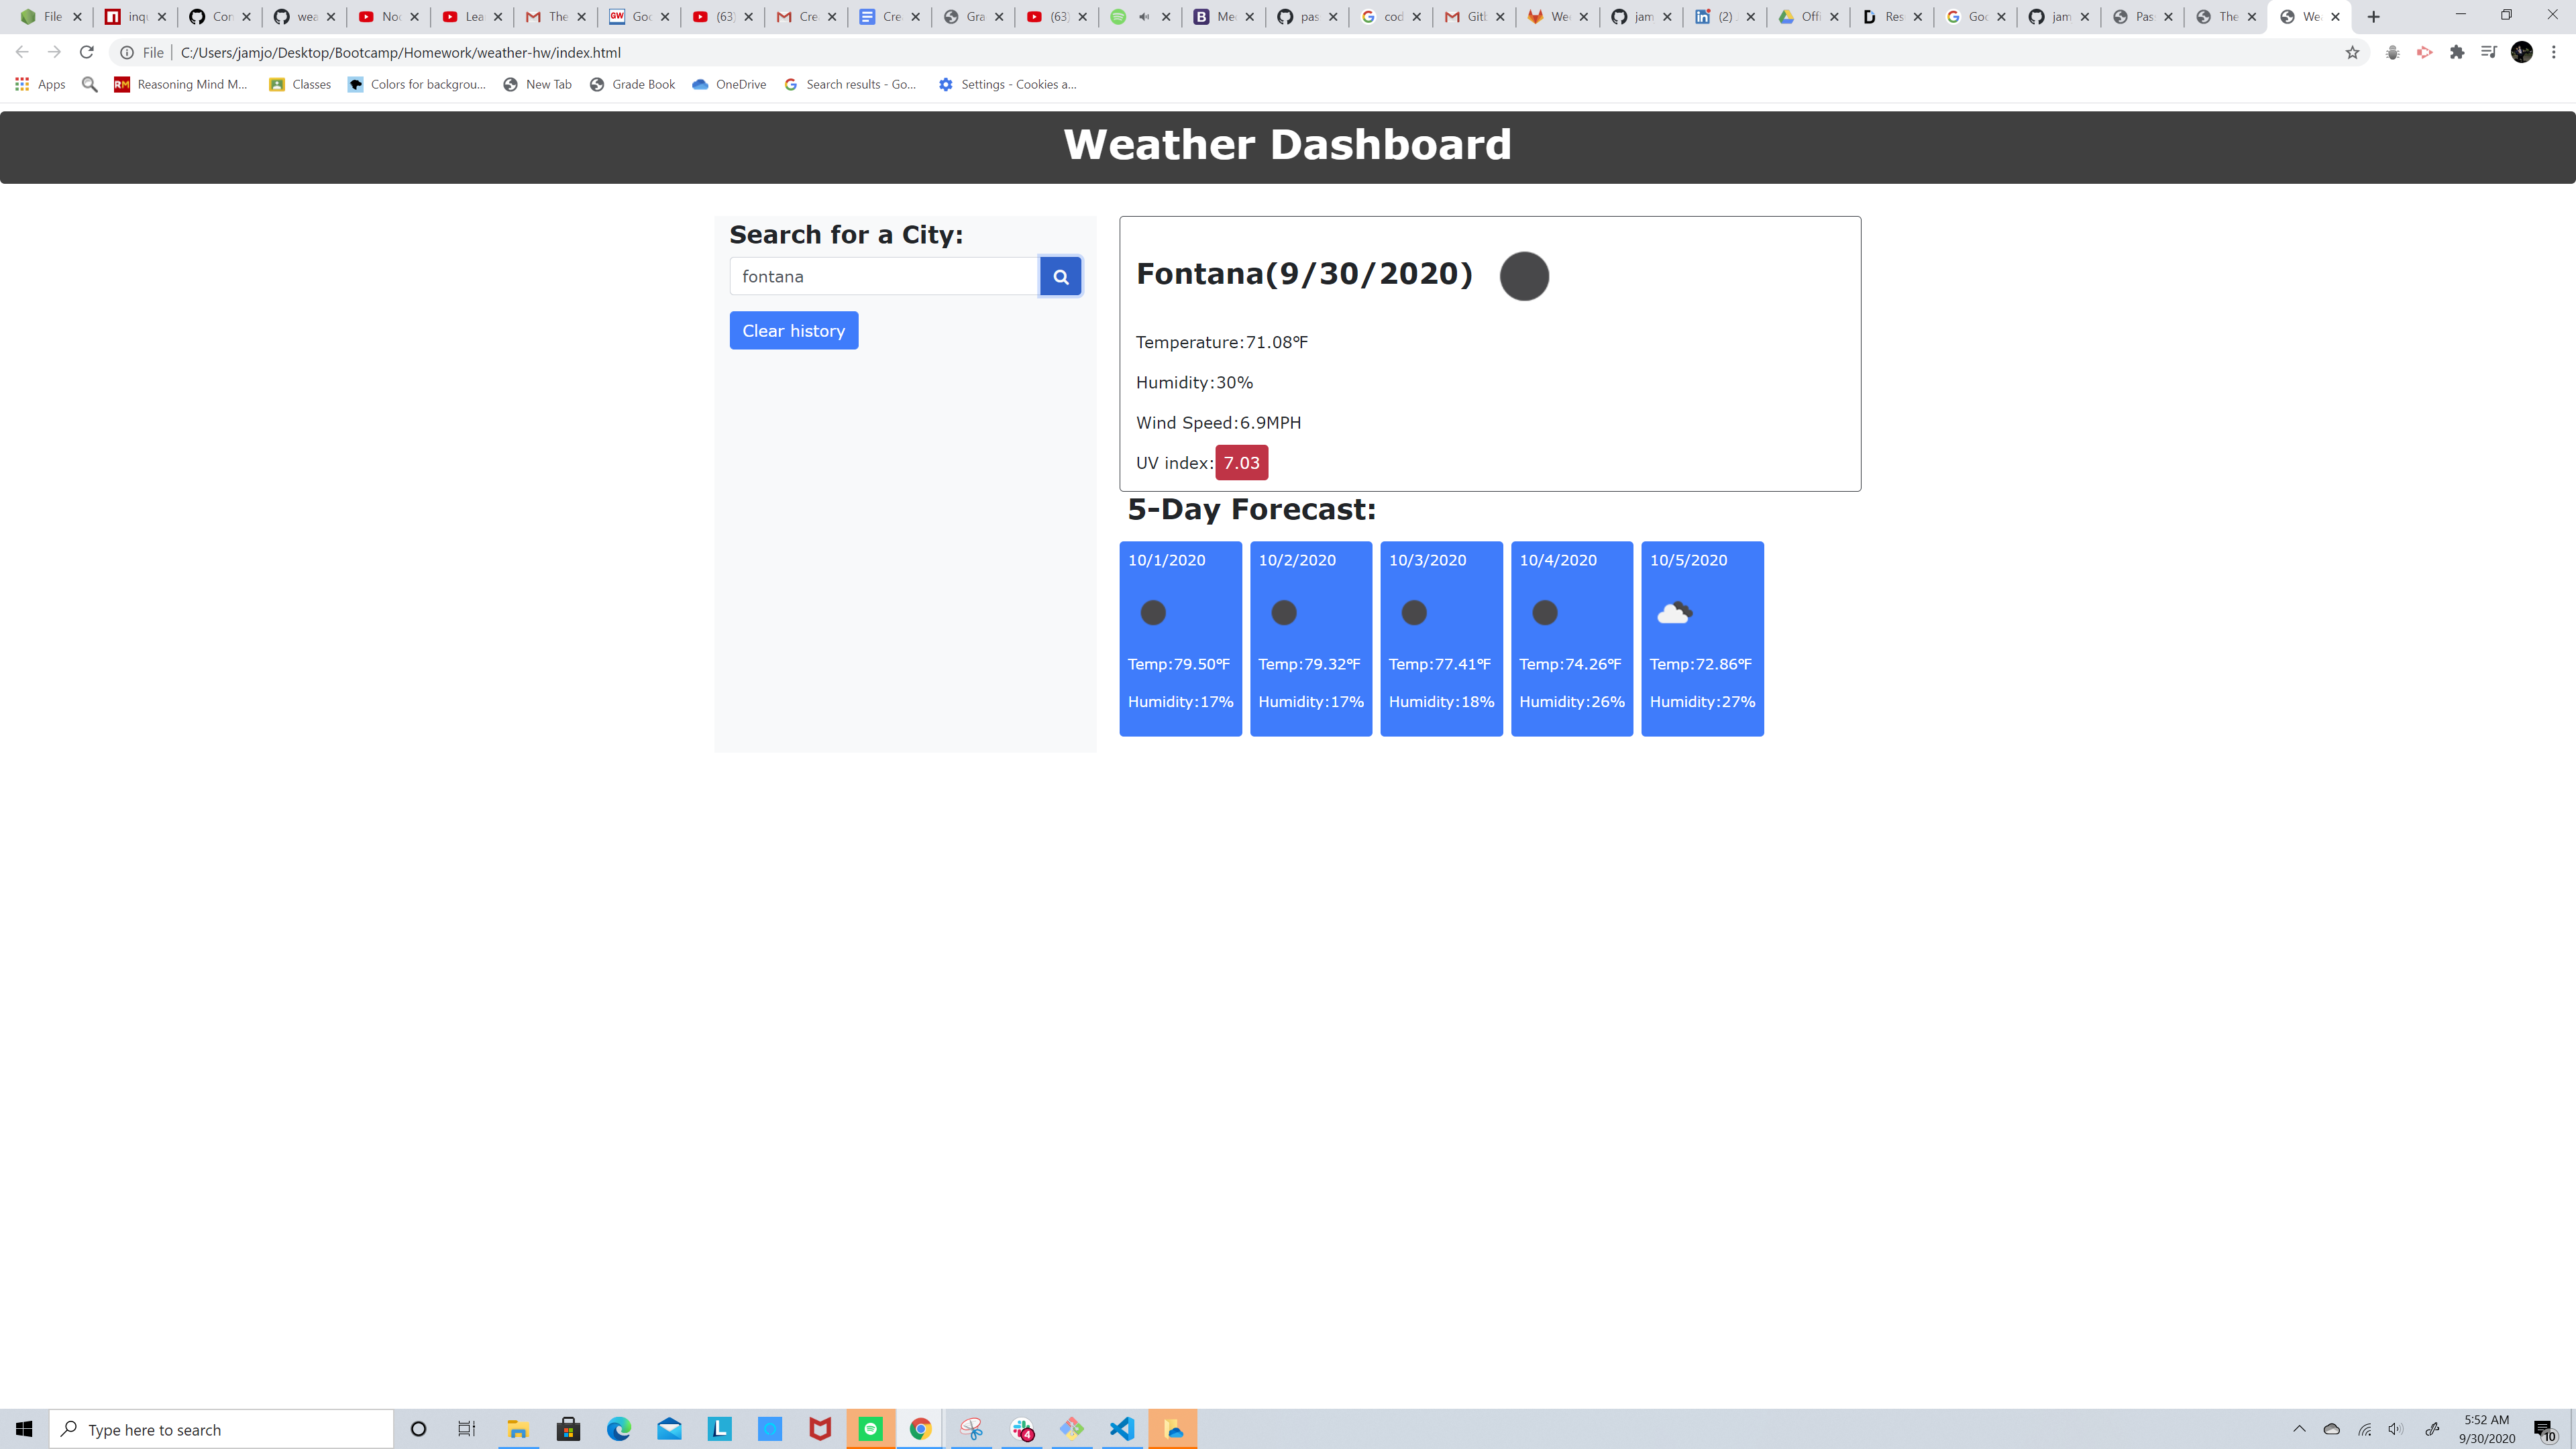 File inqu Con wea Noc Lea The Goo (63) Cre Cre Gra (63) Me pas cod Gitl Wee jam (2) Offi Res Goo jam Pas The We
File C:/Users/jamjo/Desktop/Bootcamp/Homework/weather-hw/index.html
Apps RM Reasoning Mind M... Classes Colors for backgrou... New Tab Grade Book OneDrive Search results - Go... Settings - Cookies a...
Weather Dashboard
Search for a City:
fontana
Clear history
Fontana(9/30/2020)
Temperature:71.08°F
Humidity:30%
Wind Speed:6.9MPH
UV index: 7.03
5-Day Forecast:
10/1/2020 10/2/2020 10/3/2020 10/4/2020 10/5/2020
Temp:79.50°F Temp:79.32°F Temp:77.41°F Temp:74.26°F Temp:72.86°F
Humidity:17% Humidity:17% Humidity:18% Humidity:26% Humidity:27%
Type here to search
4
5:52 AM
9/30/2020
10